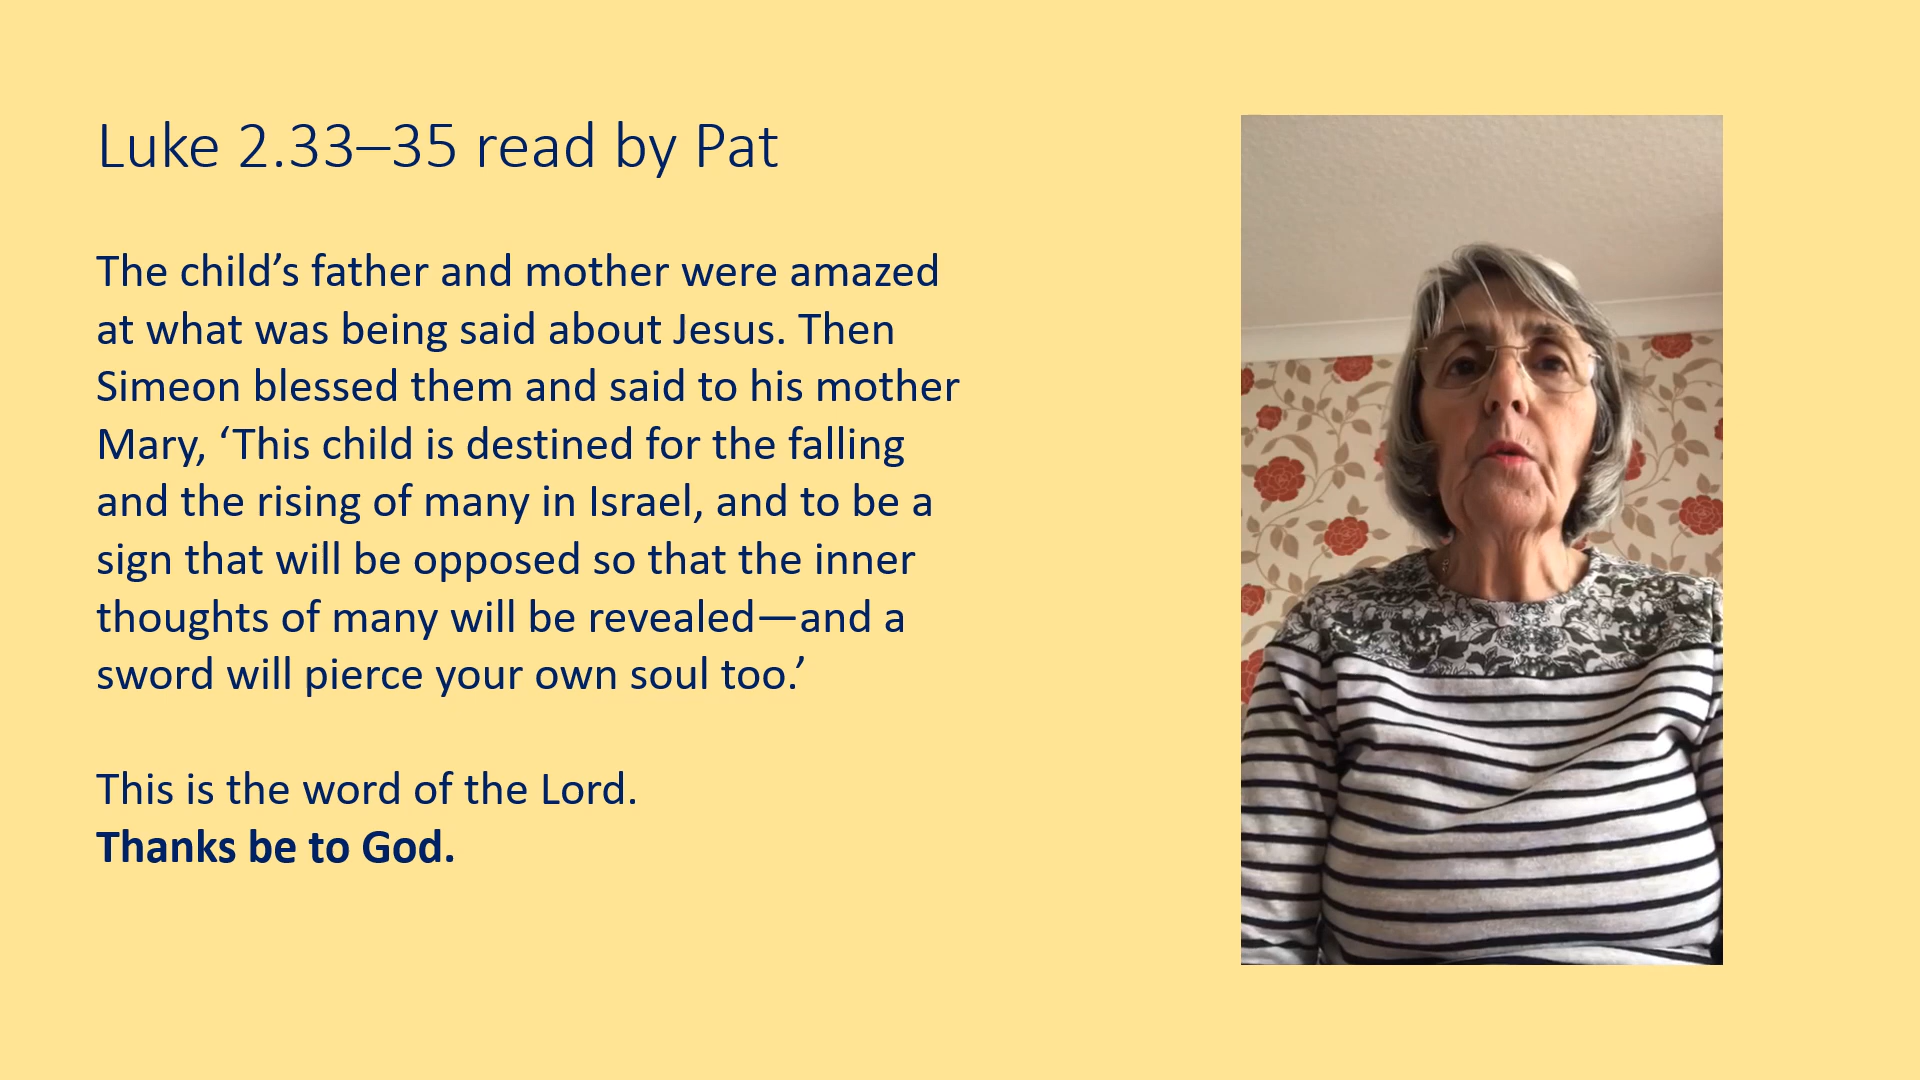 Luke 2.33–35 read by Pat
The child’s father and mother were amazed
at what was being said about Jesus. Then
Simeon blessed them and said to his mother
Mary, ‘This child is destined for the falling
and the rising of many in Israel, and to be a
sign that will be opposed so that the inner
thoughts of many will be revealed—and a
sword will pierce your own soul too.’
This is the word of the Lord.
Thanks be to God.